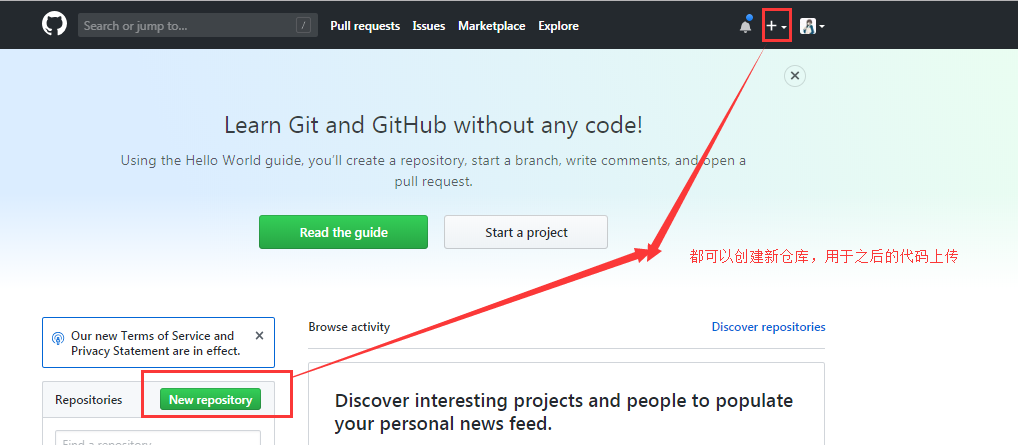 Search or jump to... /
Pull requests Issues Marketplace Explore
Learn Git and GitHub without any code!
Using the Hello World guide, you'll create a repository, start a branch, write comments, and open a
pull request.
Read the guide Start a project
都可以创建新仓库，用于之后的代码上传
Our new Terms of Service and
Privacy Statement are in effect.
Browse activity Discover repositories
Repositories New repository
Find a repository...
Discover interesting projects and people to populate
your personal news feed.